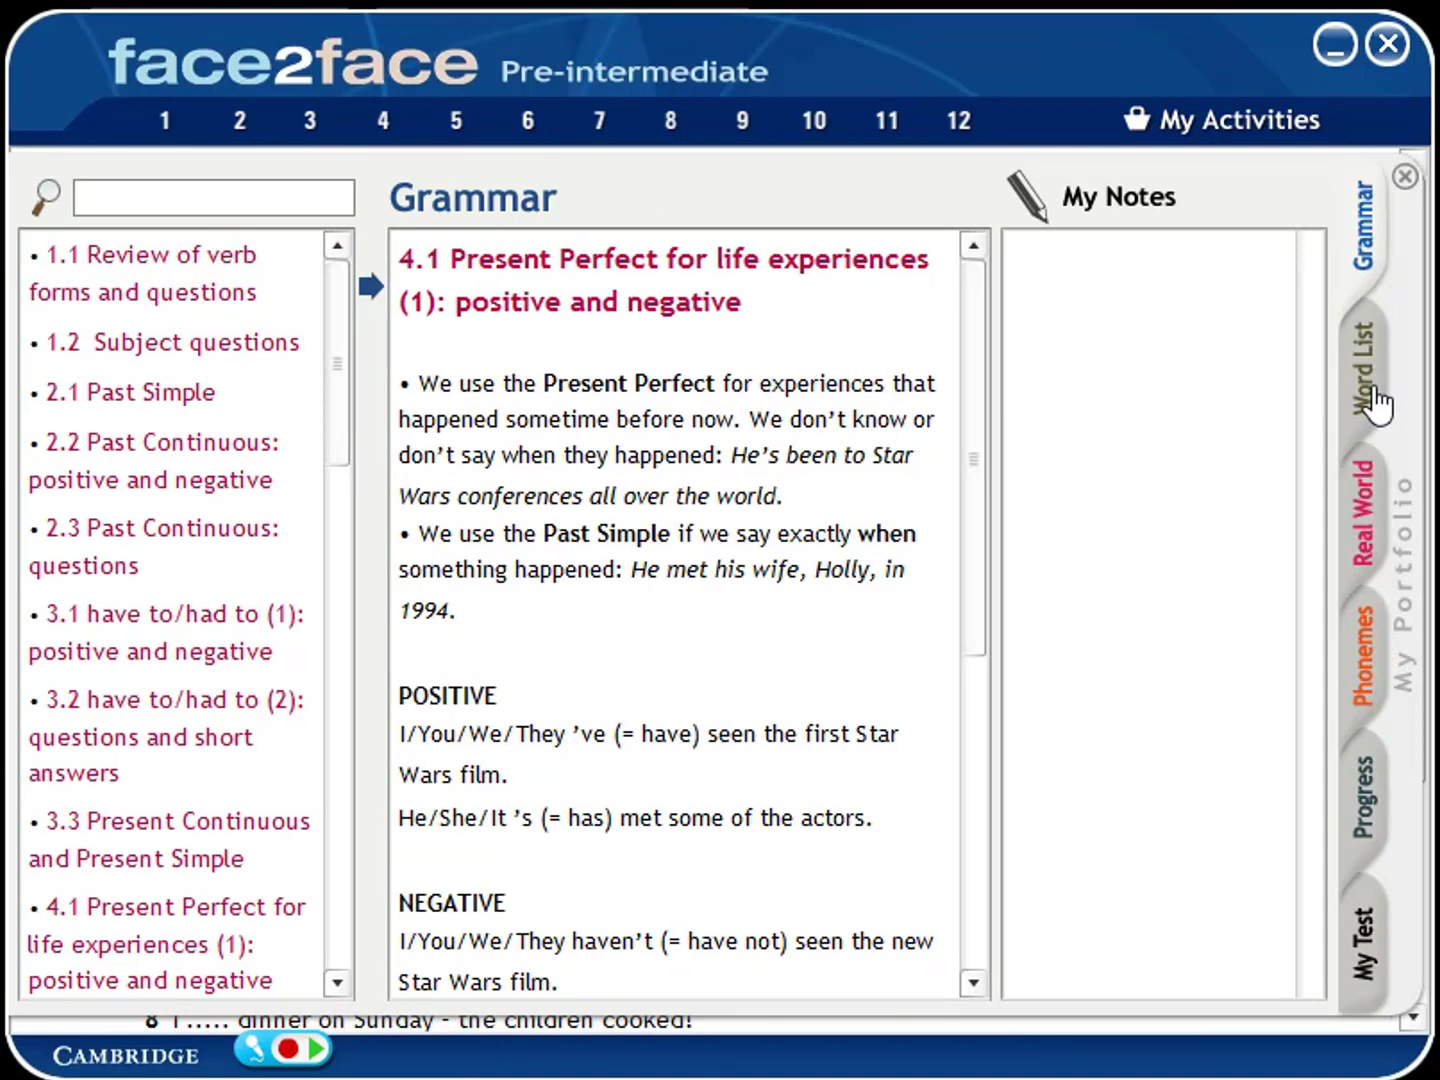 face2face Pre-intermediate
1 2 3 4 5 6 7 8 9 10 11 12 My Activities
Grammar
• 1.1 Review of verb
forms and questions
• 1.2 Subject questions
• 2.1 Past Simple
• 2.2 Past Continuous:
positive and negative
• 2.3 Past Continuous:
questions
• 3.1 have to/had to (1):
positive and negative
• 3.2 have to/had to (2):
questions and short
answers
• 3.3 Present Continuous
and Present Simple
• 4.1 Present Perfect for
life experiences (1):
positive and negative
4.1 Present Perfect for life experiences
(1): positive and negative
• We use the Present Perfect for experiences that
happened sometime before now. We don’t know or
don’t say when they happened: He’s been to Star
Wars conferences all over the world.
• We use the Past Simple if we say exactly when
something happened: He met his wife, Holly, in
1994.
POSITIVE
I/You/We/They ’ve (= have) seen the first Star
Wars film.
He/She/It ’s (= has) met some of the actors.
NEGATIVE
I/You/We/They haven’t (= have not) seen the new
Star Wars film.
My Notes
Grammar
Word List
Real World
Phonemes
Progress
My Test
My Portfolio
8 I ..... dinner on Sunday - the children cooked!
CAMBRIDGE